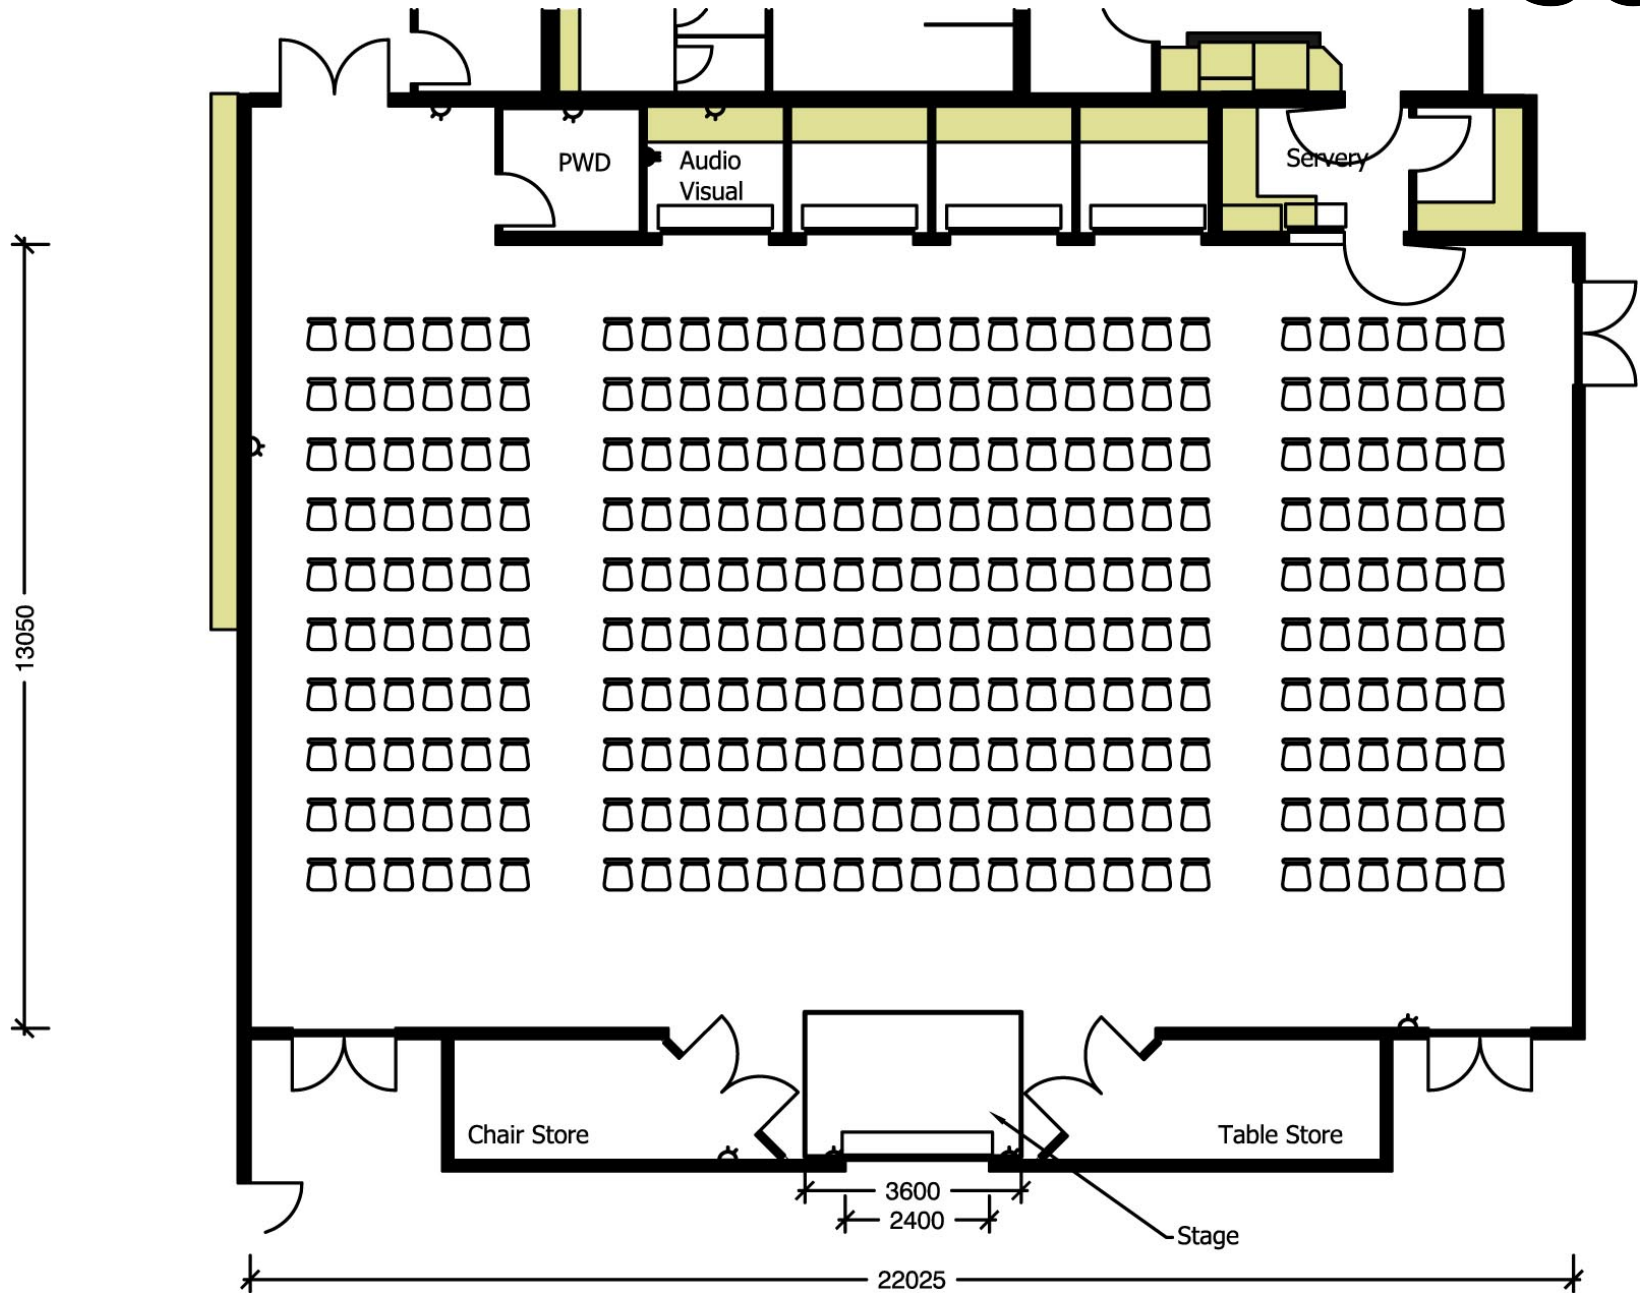 PWD
Audio
Visual
Servery
13050
Chair Store
Table Store
3600
2400
Stage
22025